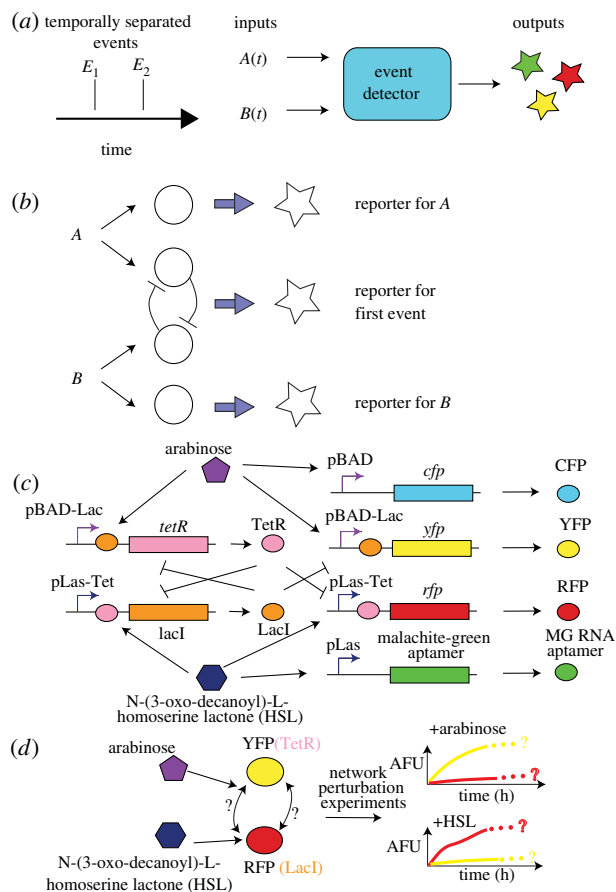 (a)
temporally separated
events
E1
E2
time
inputs
A(t)
B(t)
event
detector
outputs
(b)
A
B
reporter for A
reporter for
first event
reporter for B
(c)
arabinose
pBAD
cfp
CFP
pBAD-Lac
tetR
TetR
pBAD-Lac
yfp
YFP
pLas-Tet
lacI
LacI
pLas-Tet
rfp
RFP
pLas
malachite-green
aptamer
MG RNA
aptamer
N-(3-oxo-decanoyl)-L-
homoserine lactone (HSL)
(d)
arabinose
YFP (TetR)
?
?
N-(3-oxo-decanoyl)-L-
homoserine lactone (HSL)
RFP (LacI)
network
perturbation
experiments
+arabinose
AFU
?
?
time (h)
+HSL
AFU
?
?
time (h)